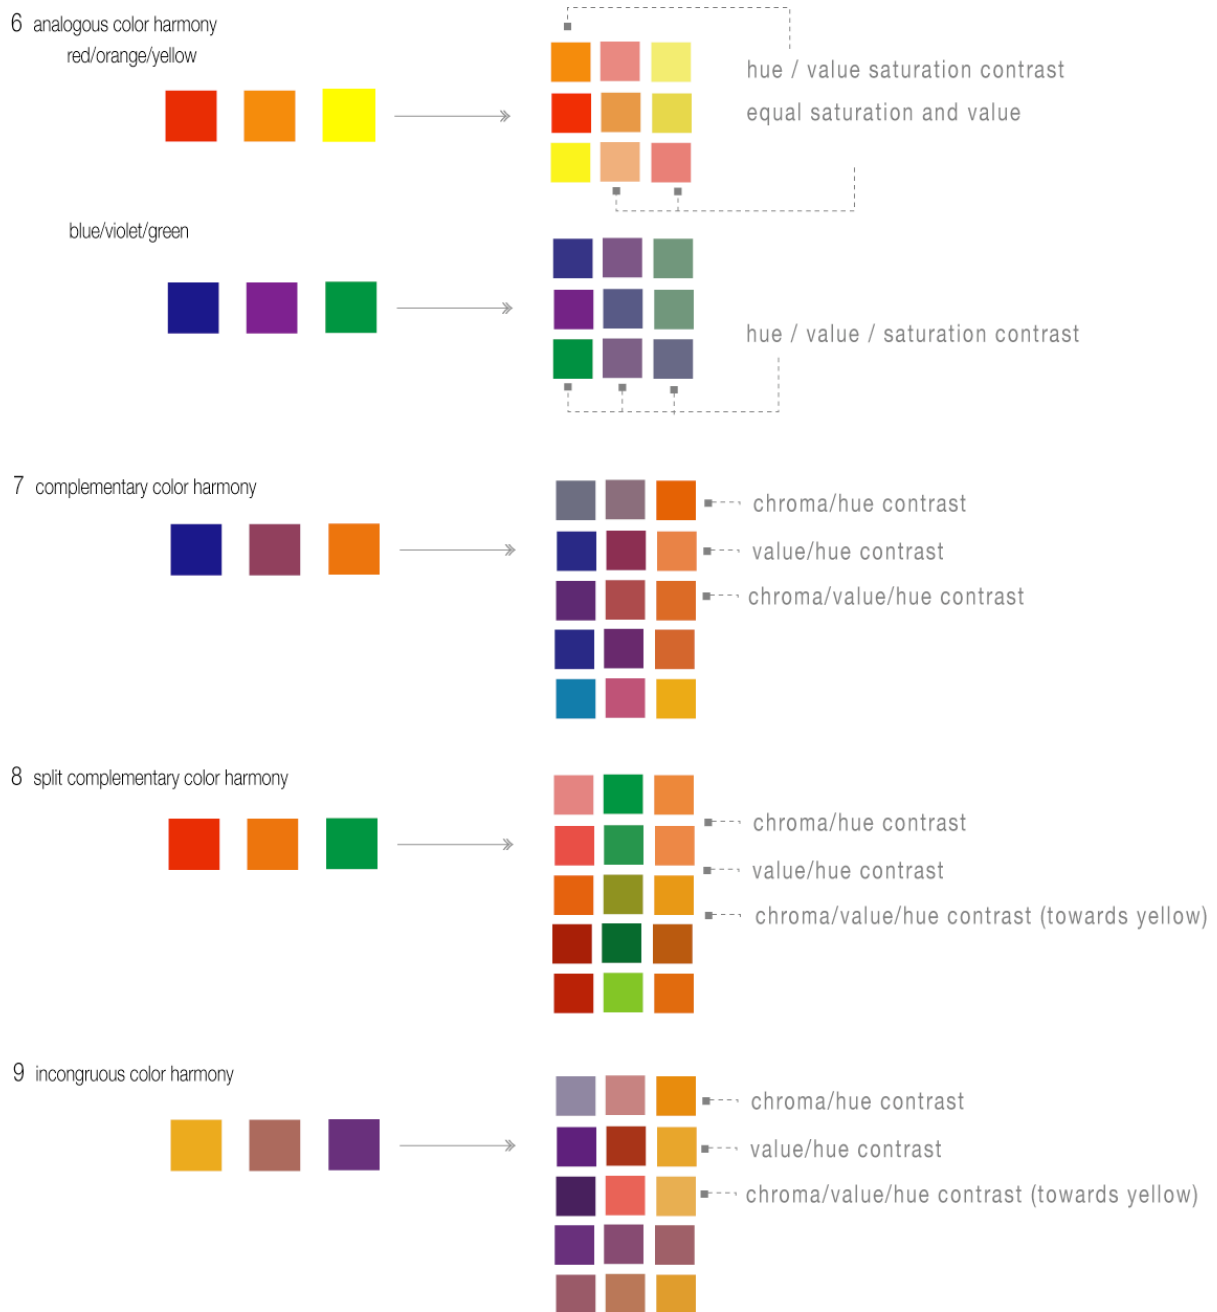 6 analogous color harmony
red/orange/yellow
hue / value saturation contrast
equal saturation and value
blue/violet/green
hue / value / saturation contrast
7 complementary color harmony
chroma/hue contrast
value/hue contrast
chroma/value/hue contrast
8 split complementary color harmony
chroma/hue contrast
value/hue contrast
chroma/value/hue contrast (towards yellow)
9 incongruous color harmony
chroma/hue contrast
value/hue contrast
chroma/value/hue contrast (towards yellow)